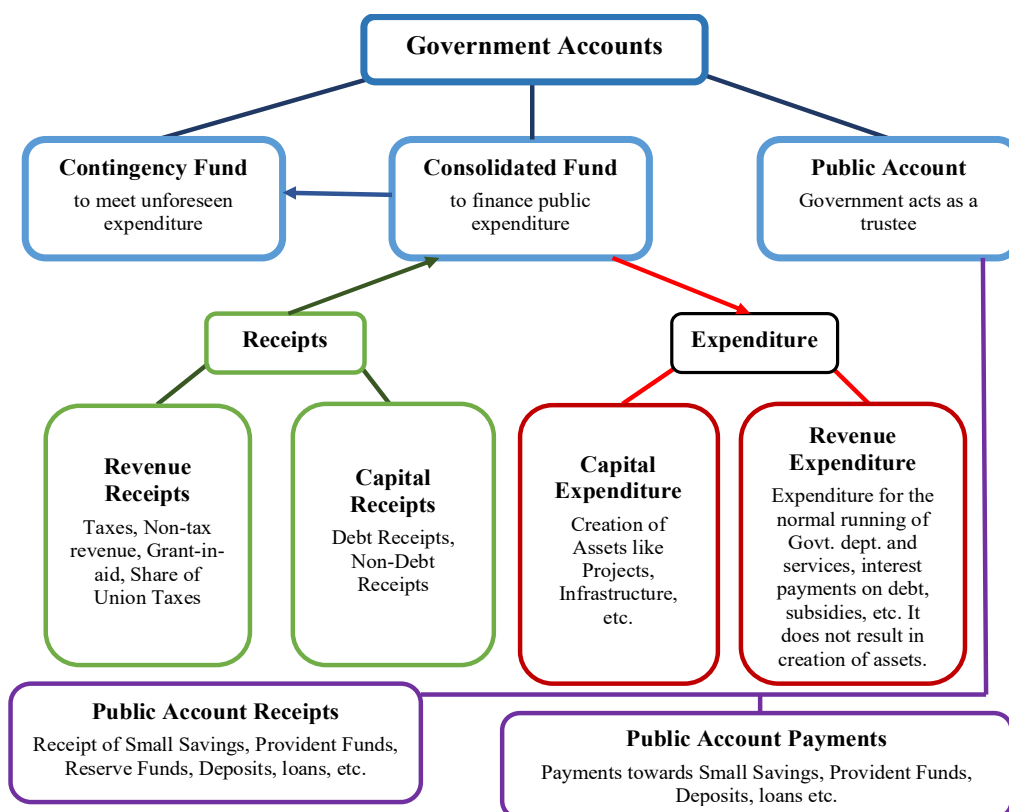 Government Accounts
Contingency Fund
to meet unforeseen
expenditure
Consolidated Fund
to finance public
expenditure
Public Account
Government acts as a
trustee
Receipts
Expenditure
Revenue
Receipts
Taxes, Non-tax
revenue, Grant-in-
aid, Share of
Union Taxes
Capital
Receipts
Debt Receipts,
Non-Debt
Receipts
Capital
Expenditure
Creation of
Assets like
Projects,
Infrastructure,
etc.
Revenue
Expenditure
Expenditure for the
normal running of
Govt. dept. and
services, interest
payments on debt,
subsidies, etc. It
does not result in
creation of assets.
Public Account Receipts
Receipt of Small Savings, Provident Funds,
Reserve Funds, Deposits, loans, etc.
Public Account Payments
Payments towards Small Savings, Provident Funds,
Deposits, loans etc.